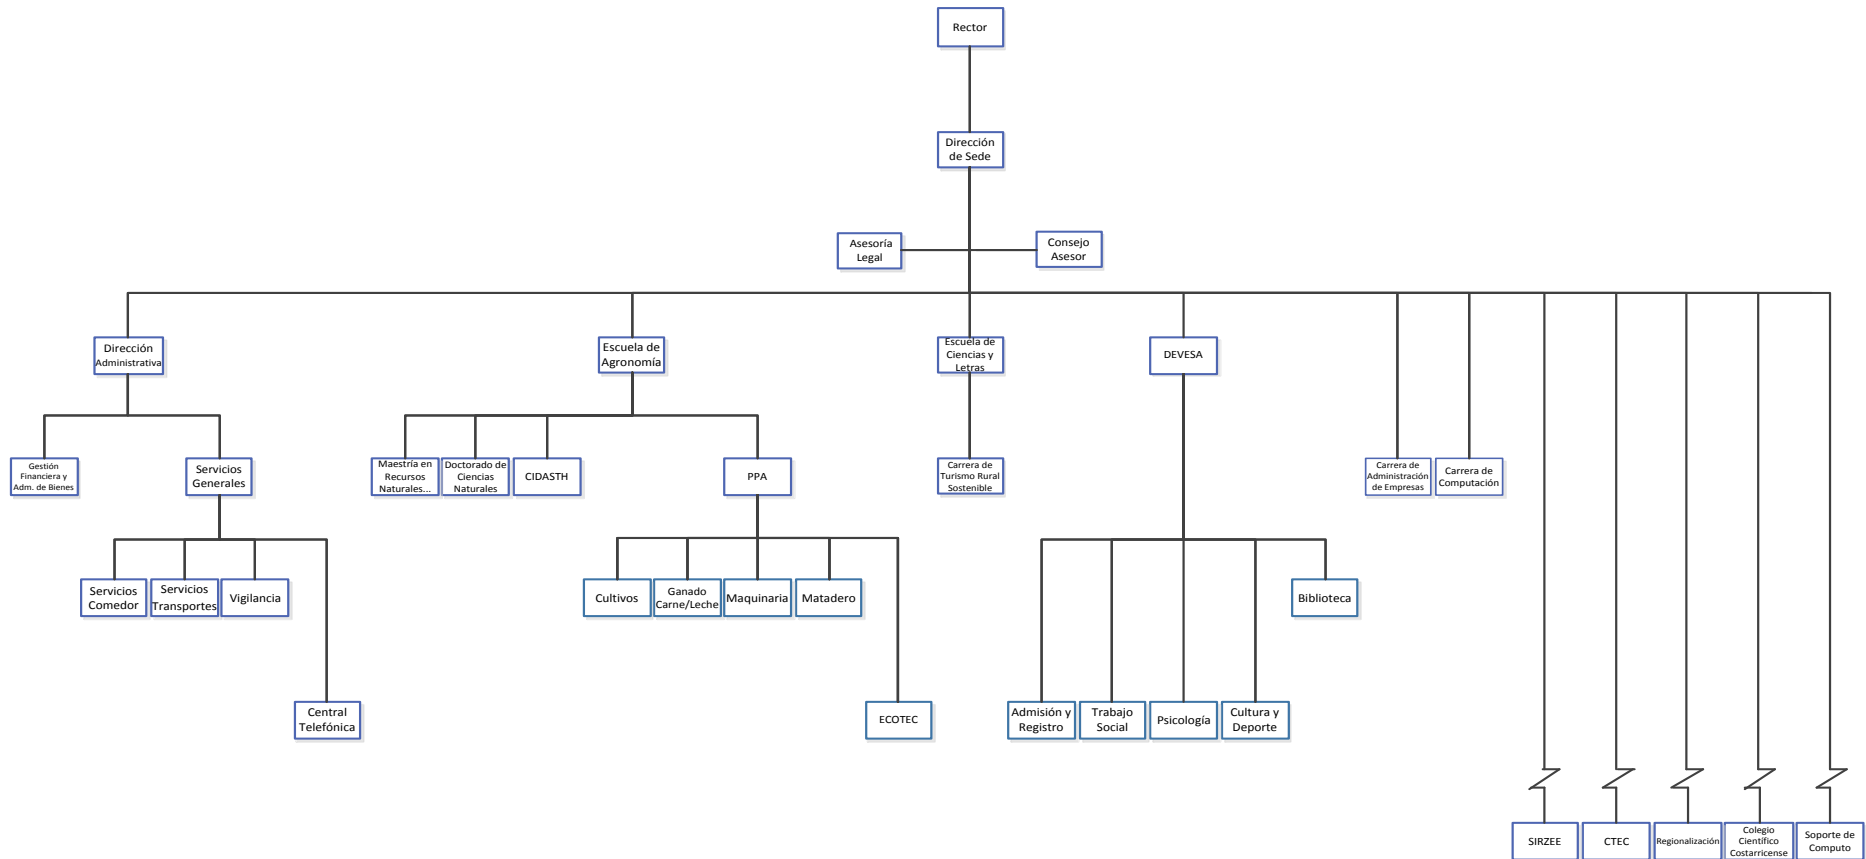 Rector
Dirección
de Sede
Asesoría
Legal
Consejo
Asesor
Dirección
Administrativa
Escuela de
Agronomía
Escuela de
Ciencias y
Letras
DEVESA
Gestión
Financiera y
Adm. de Bienes
Servicios
Generales
Maestría en
Recursos
Naturales...
Doctorado de
Ciencias
Naturales
CIDASTH
PPA
Carrera de
Turismo Rural
Sostenible
Carrera de
Administración
de Empresas
Carrera de
Computación
Servicios
Comedor
Servicios
Transportes
Vigilancia
Cultivos
Ganado
Carne/Leche
Maquinaria
Matadero
Biblioteca
Central
Telefónica
ECOTEC
Admisión y
Registro
Trabajo
Social
Psicología
Cultura y
Deporte
SIRZEE
CTEC
Regionalización
Colegio
Científico
Costarricense
Soporte de
Computo